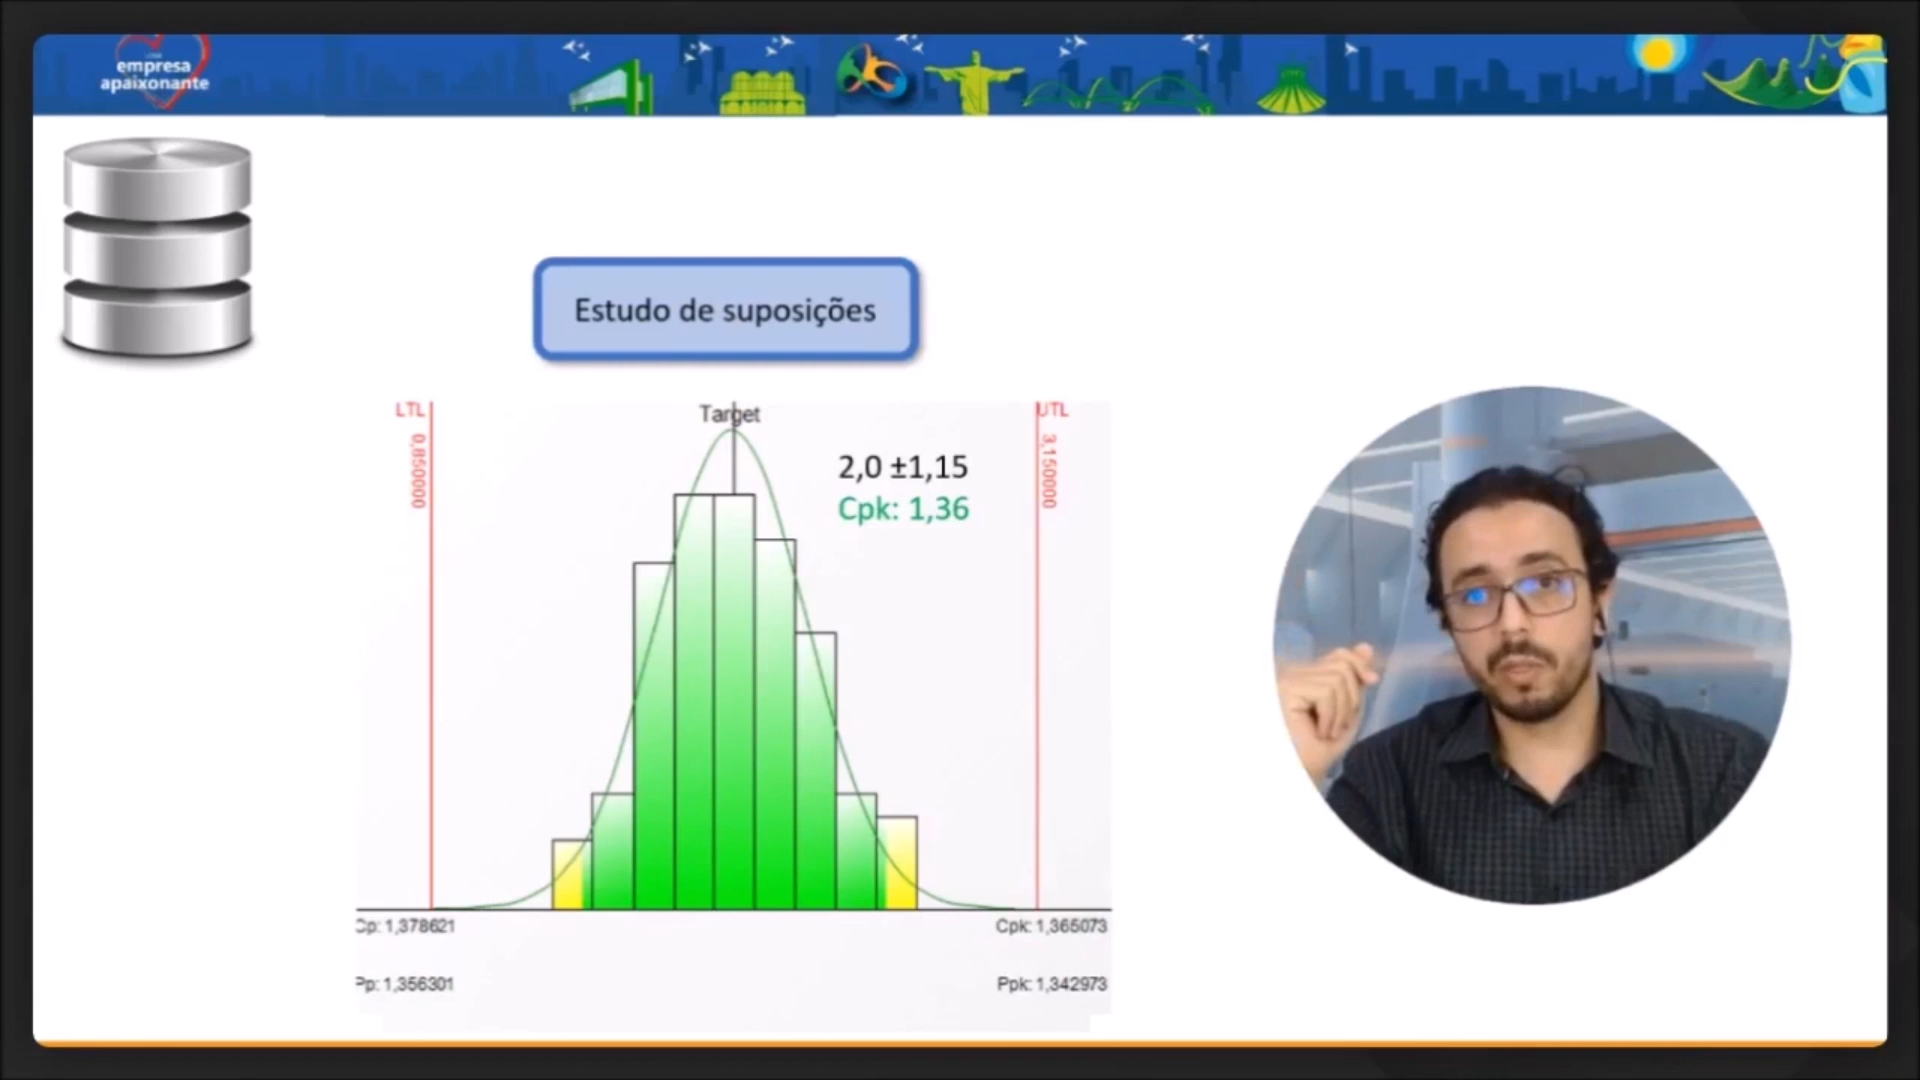 empresa
apaixonante
Estudo de suposições
LTL
Target
UTL
0,850000
3,150000
2,0 ±1,15
Cpk: 1,36
Cp: 1,378621
Cpk: 1,365073
Pp: 1,356301
Ppk: 1,342973